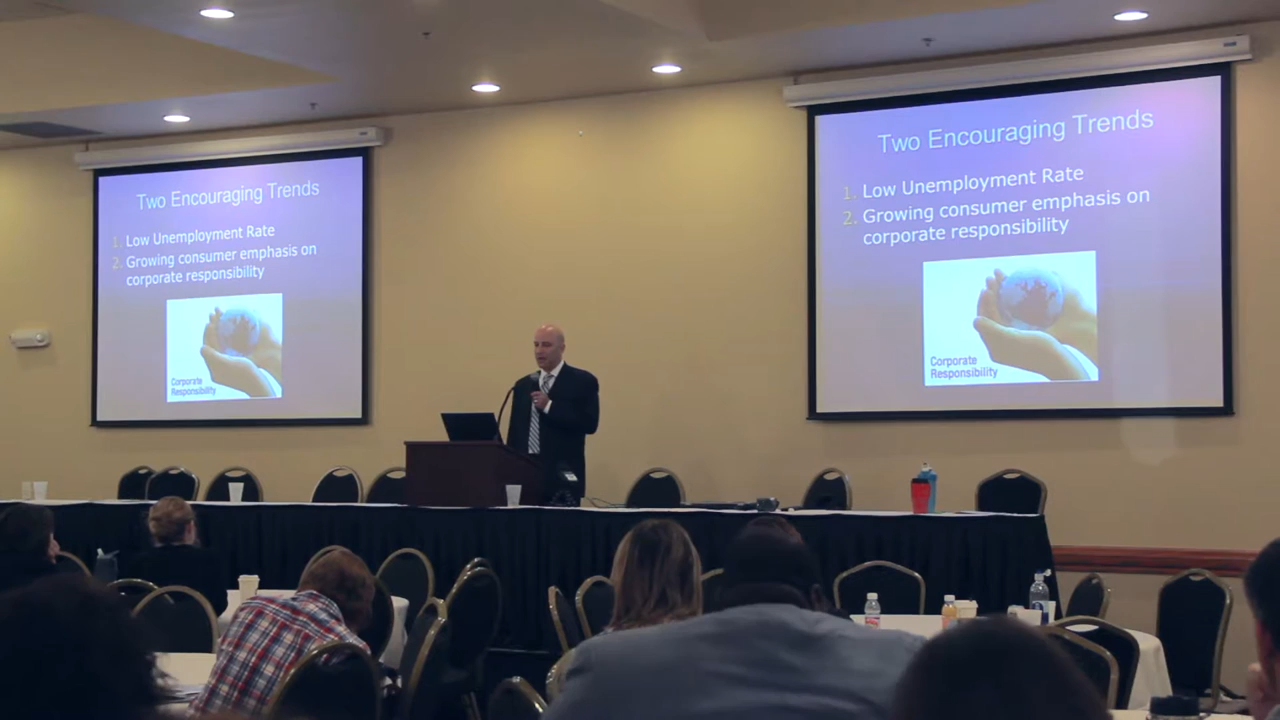 Two Encouraging Trends
1. Low Unemployment Rate
2. Growing consumer emphasis on
corporate responsibility
Corporate
Responsibility
Two Encouraging Trends
1. Low Unemployment Rate
2. Growing consumer emphasis on
corporate responsibility
Corporate
Responsibility